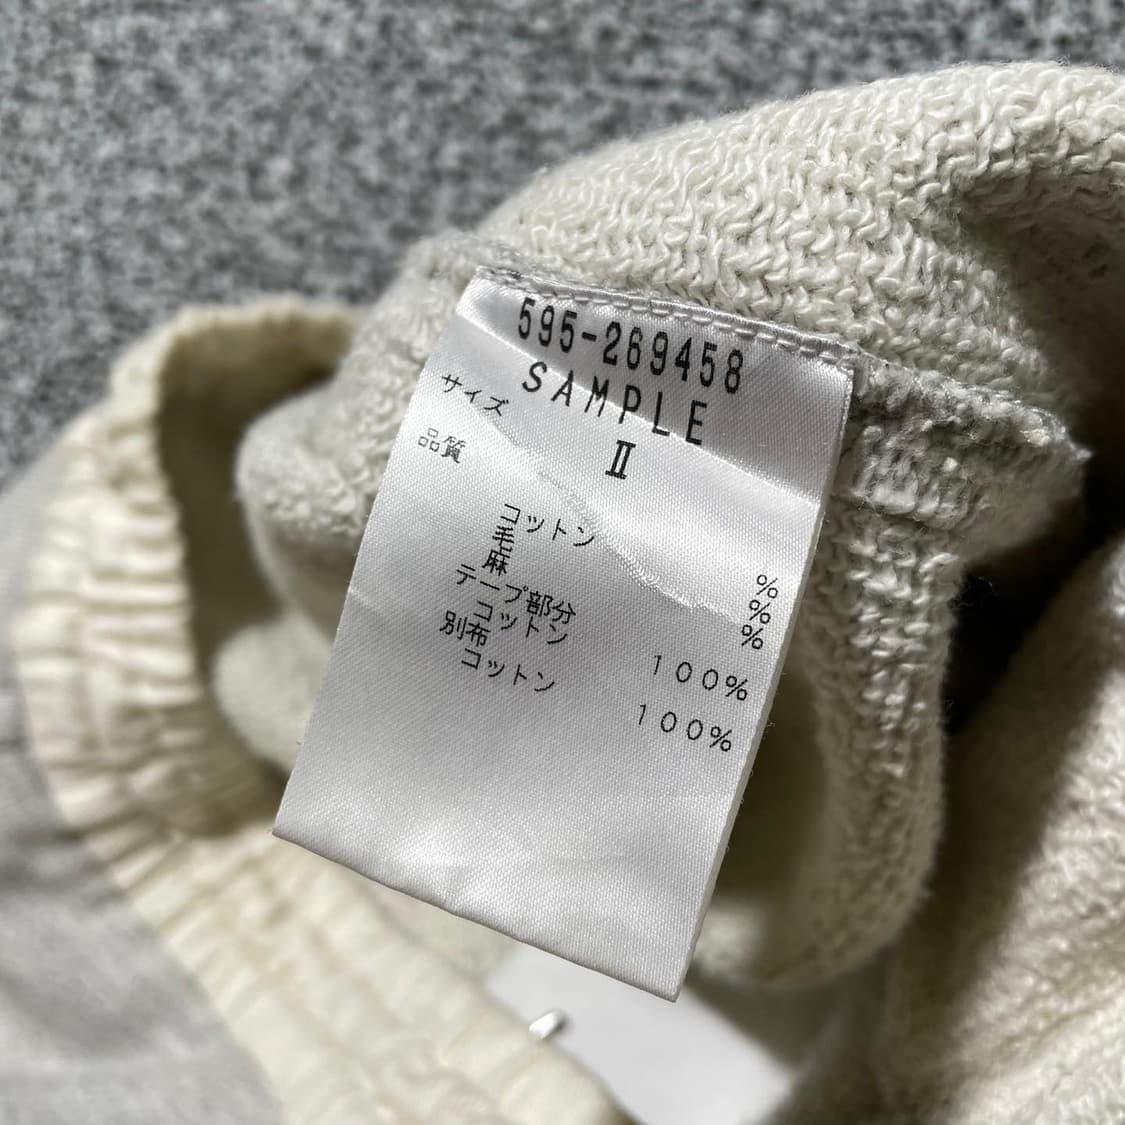 595-269458
SAMPLE
サイズ Ⅱ
品質
コットン %
毛 %
麻 %
テープ部分
コットン 100%
別布
コットン 100%